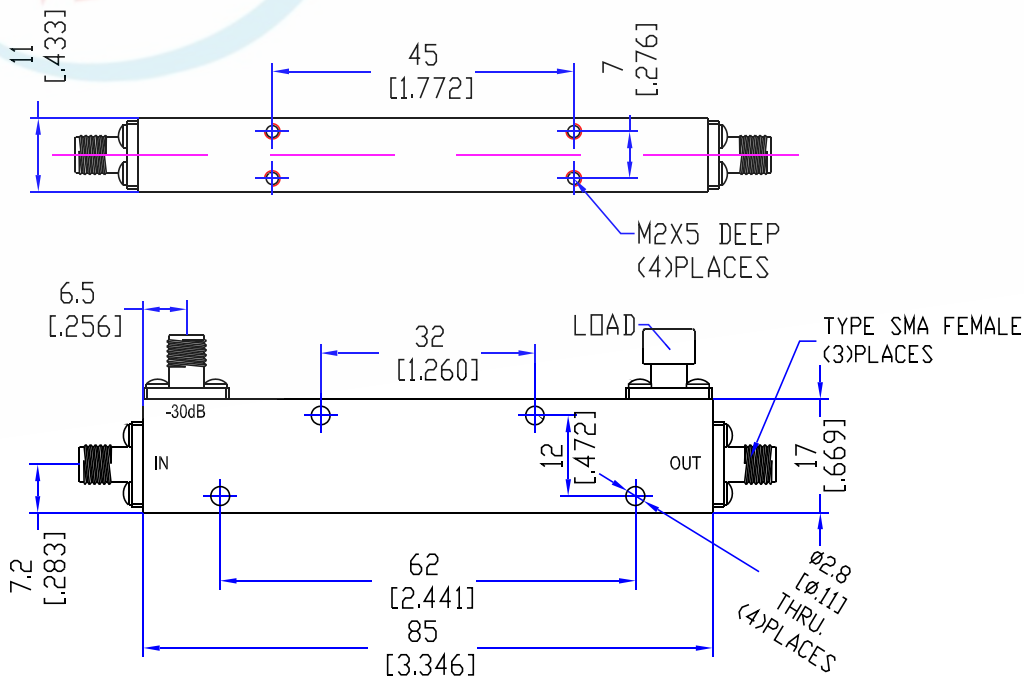 11
[.433]
45
[1.772]
7
[.276]
M2X5 DEEP
(4)PLACES
6.5
[.256]
LOAD
TYPE SMA FEMALE
(3)PLACES
32
[1.260]
-30dB
IN
12
[.472]
OUT
17
[.669]
7.2
[.283]
62
[2.441]
ø2.8
[ø.11]
THRU.
(4)PLACES
85
[3.346]